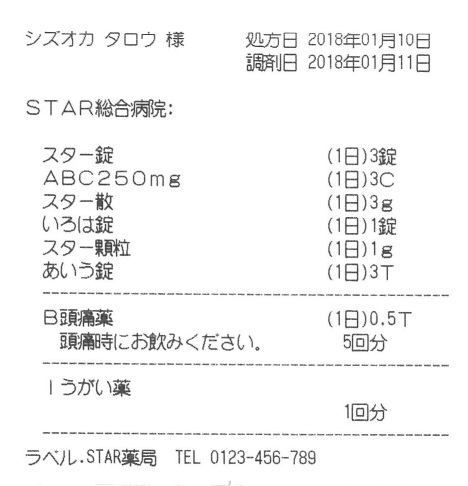 シズオカ タロウ 様 処方日 2018年01月10日
調剤日 2018年01月11日
STAR総合病院:
スター錠 (1日)3錠
ABC250mg (1日)3C
スター散 (1日)3g
いろは錠 (1日)1錠
スター顆粒 (1日)1g
あいう錠 (1日)3T
B頭痛薬 (1日)0.5T
頭痛時にお飲みください。 5回分
Iうがい薬
1回分
ラベル.STAR薬局 TEL 0123-456-789